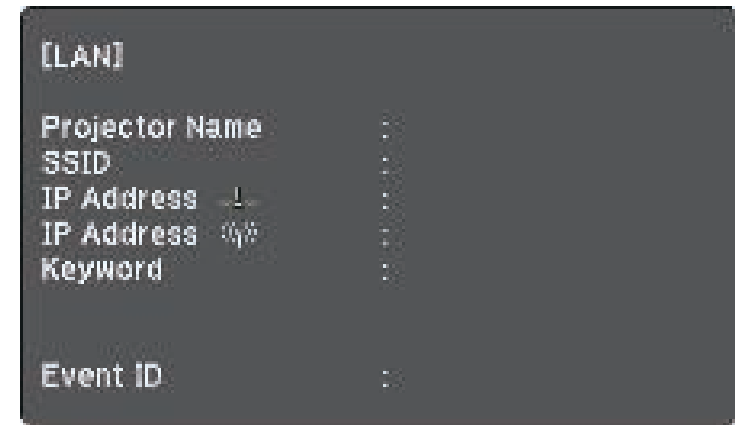 [LAN]
Projector Name :
SSID :
IP Address :
IP Address :
Keyword :
Event ID :